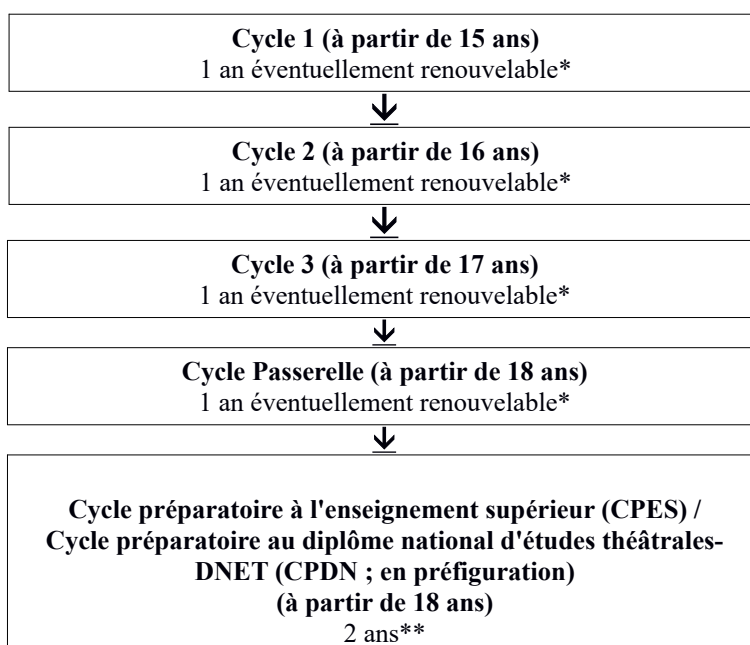 Cycle 1 (à partir de 15 ans)
1 an éventuellement renouvelable*
Cycle 2 (à partir de 16 ans)
1 an éventuellement renouvelable*
Cycle 3 (à partir de 17 ans)
1 an éventuellement renouvelable*
Cycle Passerelle (à partir de 18 ans)
1 an éventuellement renouvelable*
Cycle préparatoire à l'enseignement supérieur (CPES) /
Cycle préparatoire au diplôme national d'études théâtrales-
DNET (CPDN ; en préfiguration)
(à partir de 18 ans)
2 ans**